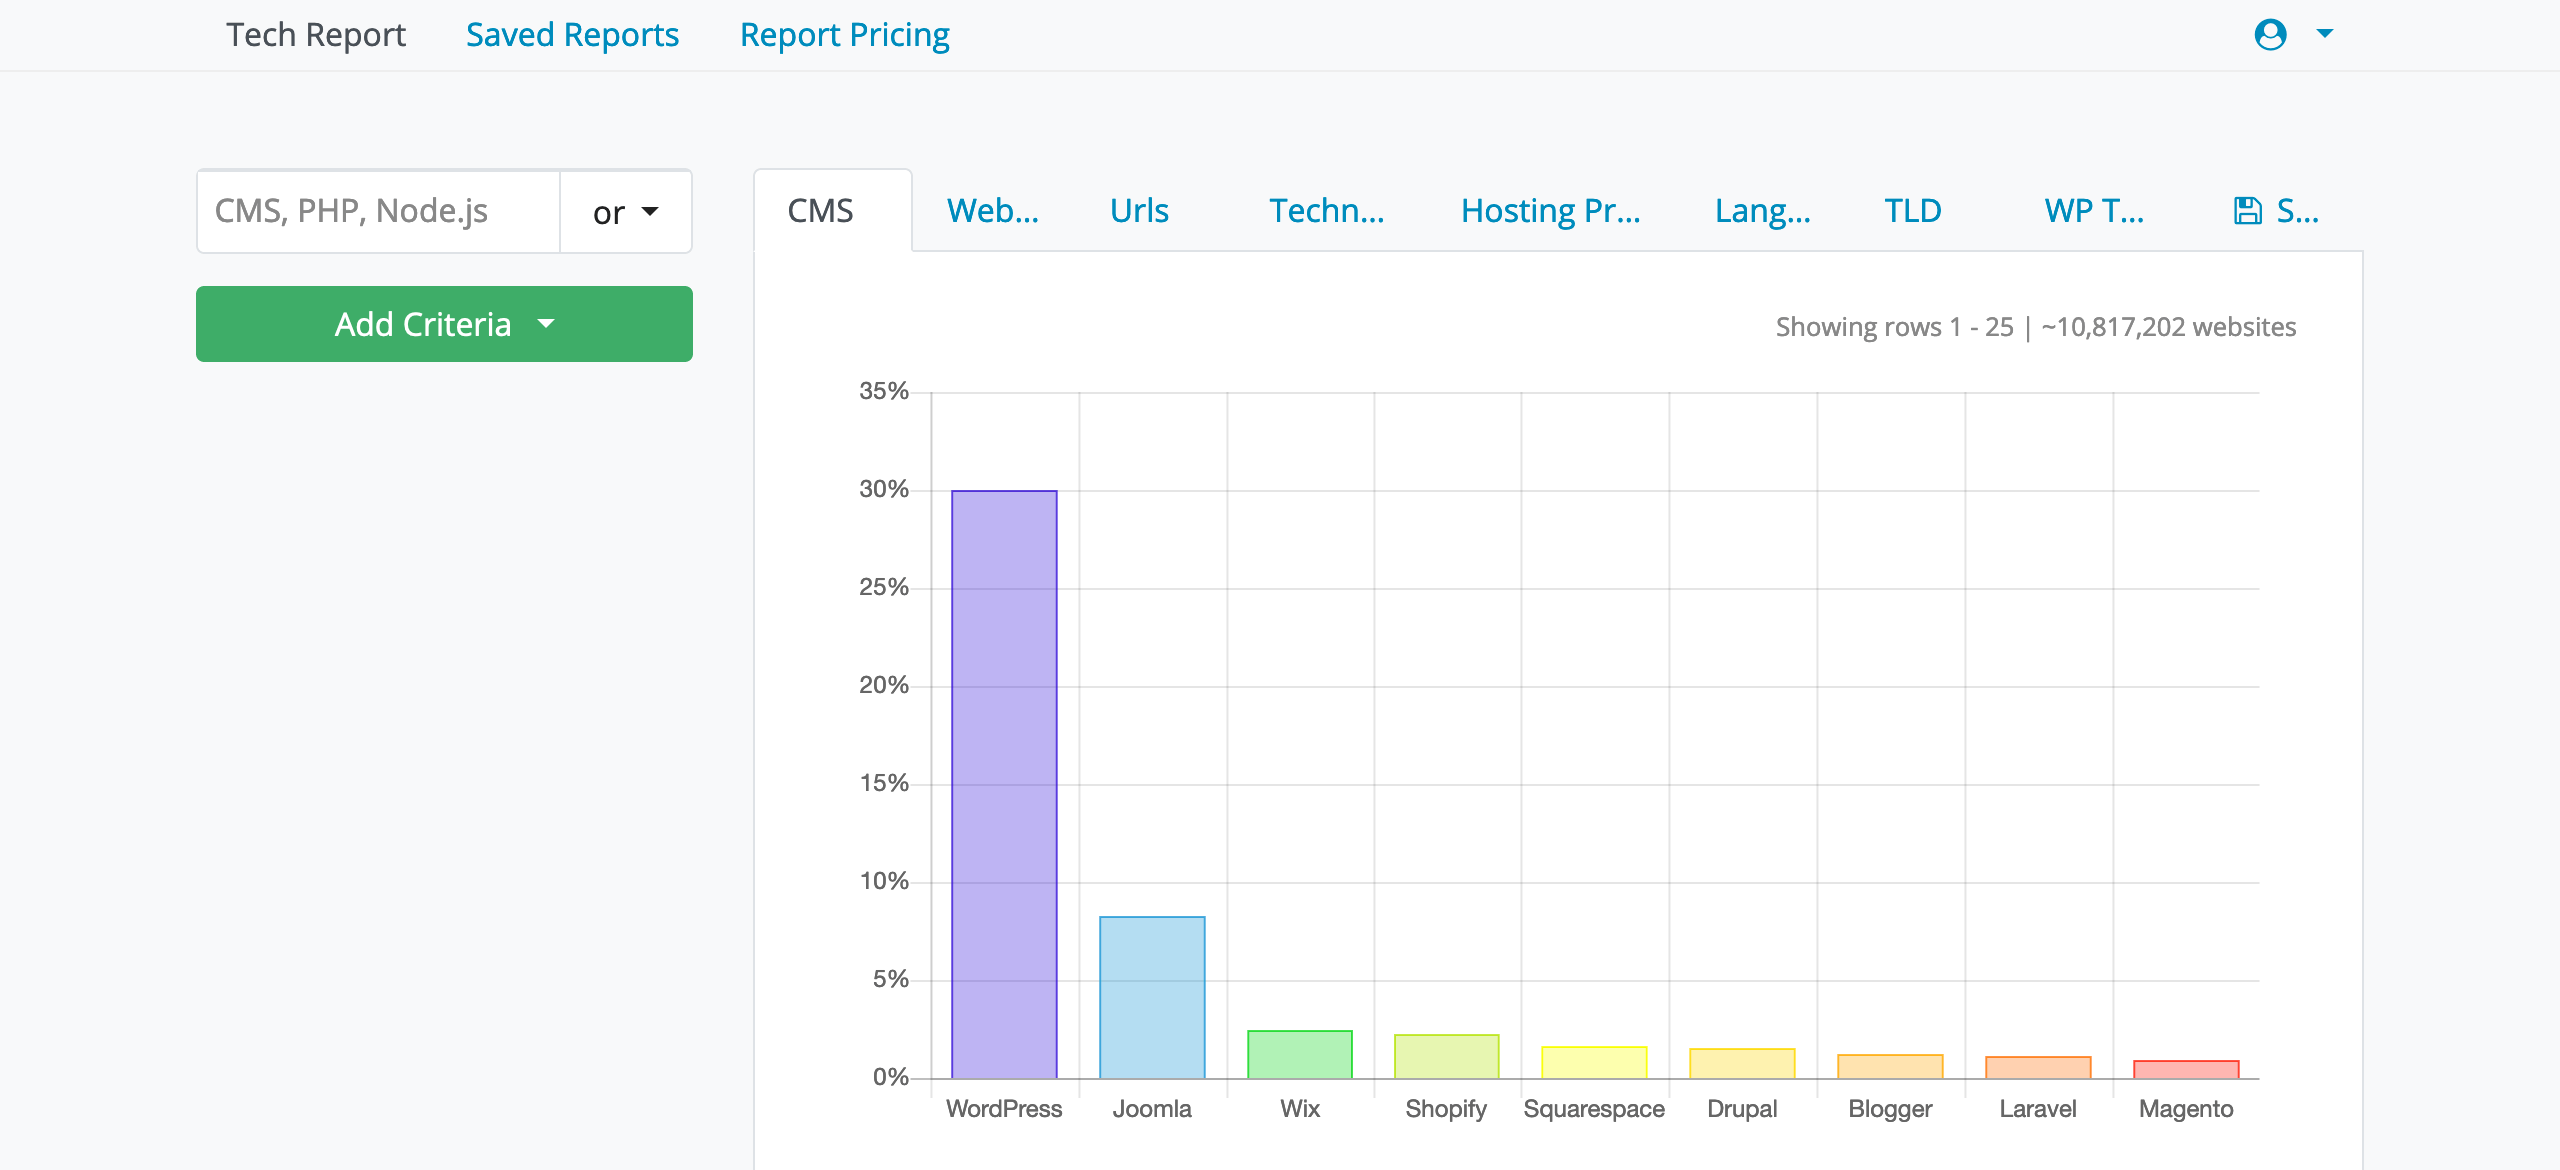 Tech Report Saved Reports Report Pricing
CMS, PHP, Node.js or
Add Criteria
CMS Web... Urls Techn... Hosting Pr... Lang... TLD WP T... S...
Showing rows 1 - 25 | ~10,817,202 websites
35%
30%
25%
20%
15%
10%
5%
0%
WordPress Joomla Wix Shopify Squarespace Drupal Blogger Laravel Magento